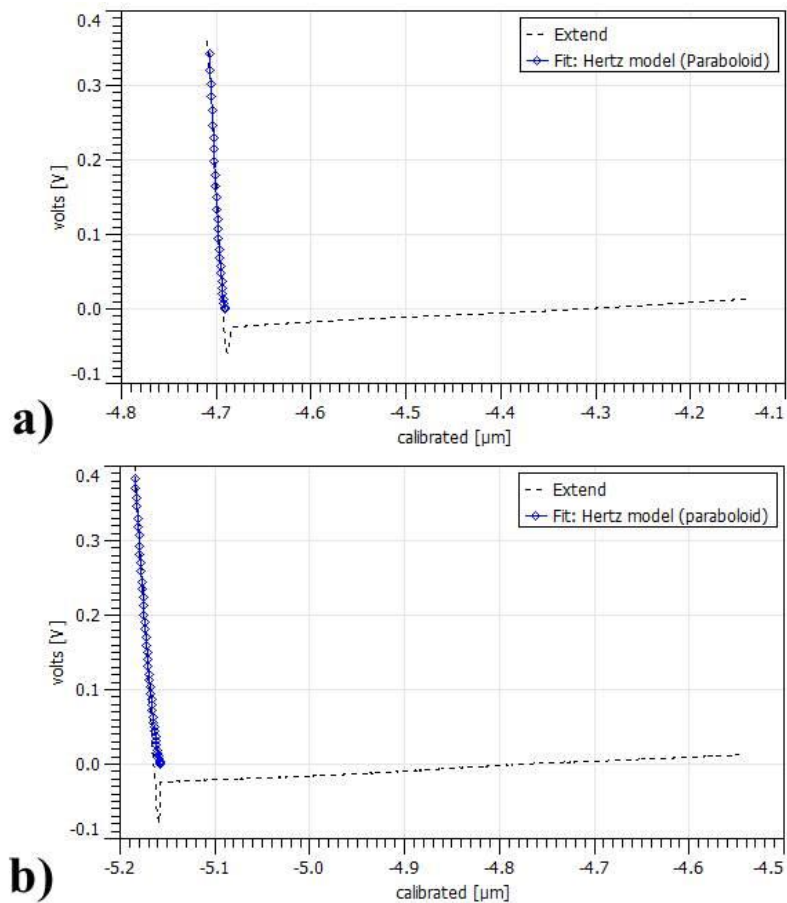 0.4
Extend
Fit: Hertz model (Paraboloid)
0.3
0.2
volts [V]
0.1
0.0
-0.1
-4.8 -4.7 -4.6 -4.5 -4.4 -4.3 -4.2 -4.1
calibrated [µm]
a)
0.4
Extend
Fit: Hertz model (paraboloid)
0.3
0.2
volts [V]
0.1
0.0
-0.1
-5.2 -5.1 -5.0 -4.9 -4.8 -4.7 -4.6 -4.5
calibrated [µm]
b)